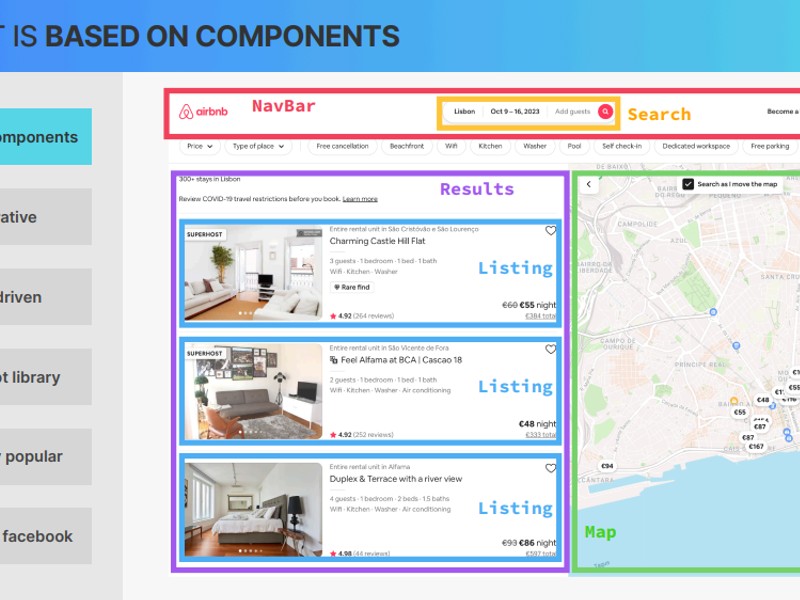 T IS BASED ON COMPONENTS
omponents
rative
driven
pt library
y popular
facebook
airbnb
NavBar
Lisbon Oct 9 – 16, 2023 Add guests
Search
Become a
Price
Type of place
Free cancellation
Beachfront
Wifi
Kitchen
Washer
Pool
Self check-in
Dedicated workspace
Free parking
300+ stays in Lisbon
Review COVID-19 travel restrictions before you book. Learn more
Results
SUPERHOST
Entire rental unit in São Cristóvão e São Lourenço
Charming Castle Hill Flat
3 guests · 1 bedroom · 1 bed · 1 bath
Wifi · Kitchen · Washer
Rare find
Listing
€60 €55 night
4.92 (264 reviews)
€384 total
SUPERHOST
Entire rental unit in São Vicente de Fora
Feel Alfama at BCA | Cascao 18
2 guests · 1 bedroom · 1 bed · 1 bath
Wifi · Kitchen · Washer · Air conditioning
Listing
€48 night
4.92 (252 reviews)
€333 total
Entire rental unit in Alfama
Duplex & Terrace with a river view
4 guests · 1 bedroom · 2 beds · 1.5 baths
Wifi · Kitchen · Washer · Air conditioning
Listing
€93 €86 night
4.98 (44 reviews)
€597 total
Search as I move the map
CAMPOLIDE
AZUL
SANTA CRUZ
CAMPO DE
OURIQUE
PRINCIPE REAL
€48
€55
€87
€87
€167
€94
Map